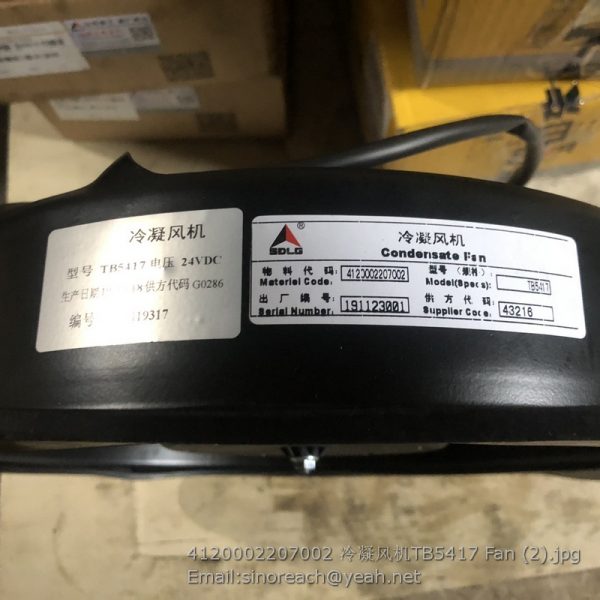 冷凝风机
型号 TB5417 电压 24VDC
生产日期 供方代码 G0286
编号 19317
®
SDLG
冷凝风机
Condensate Fan
物料代码:
Material Code:
4120002207002
型号
Model(Specs):
TB5417
出厂编号:
Serial Number:
191123001
供方代码:
Supplier Code:
43216
4120002207002 冷凝风机TB5417 Fan (2).jpg
Email:sinoreach@yeah.net